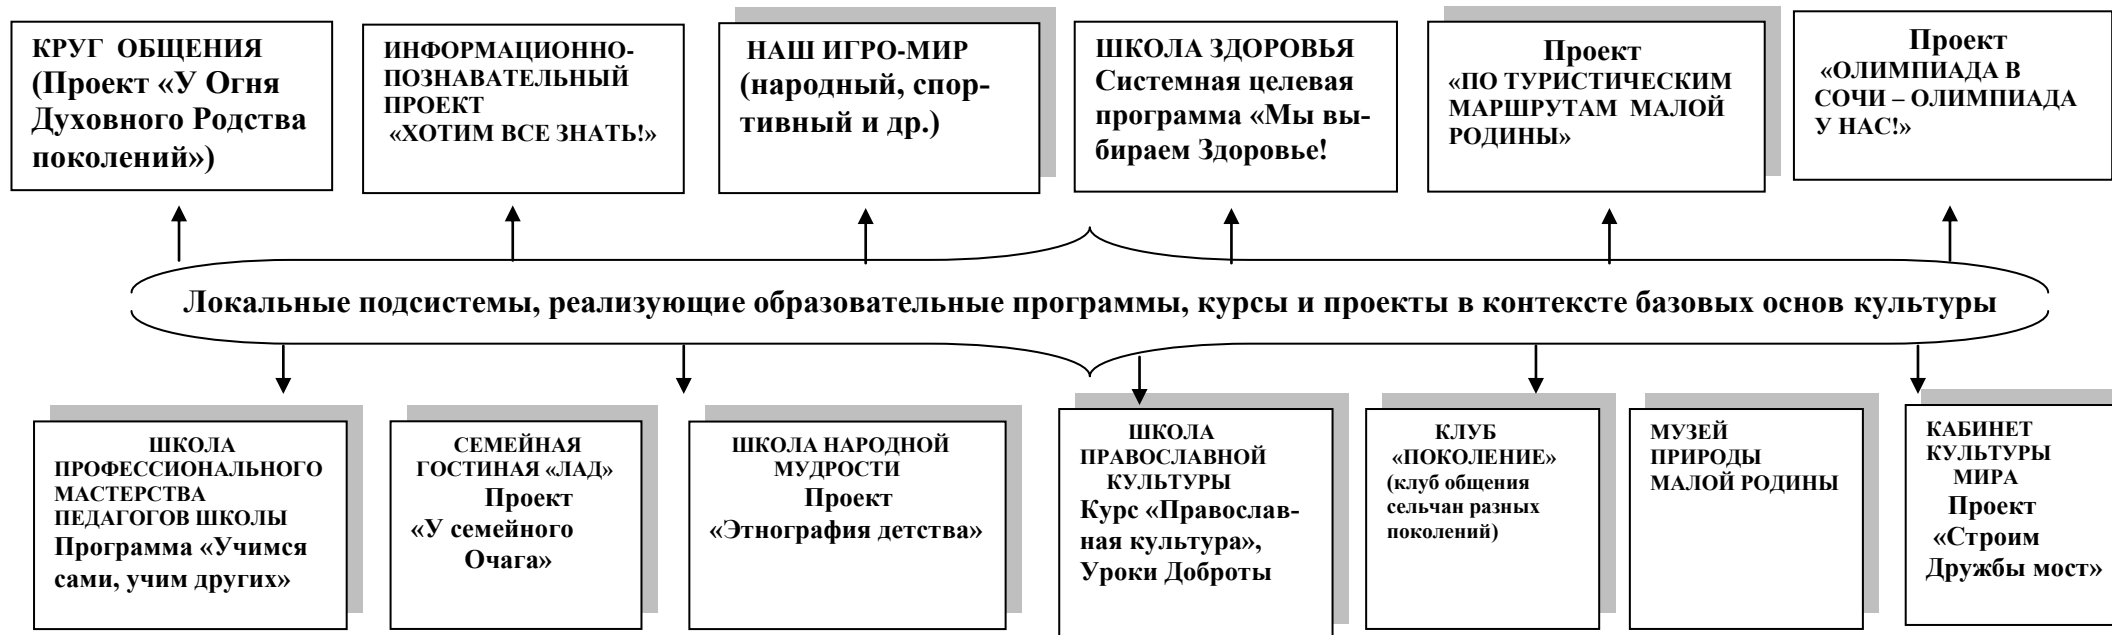 КРУГ ОБЩЕНИЯ
(Проект «У Огня
Духовного Родства
поколений»)
ИНФОРМАЦИОННО-
ПОЗНАВАТЕЛЬНЫЙ
ПРОЕКТ
«ХОТИМ ВСЕ ЗНАТЬ!»
НАШ ИГРО-МИР
(народный, спор-
тивный и др.)
ШКОЛА ЗДОРОВЬЯ
Системная целевая
программа «Мы вы-
бираем Здоровье!
Проект
«ПО ТУРИСТИЧЕСКИМ
МАРШРУТАМ МАЛОЙ
РОДИНЫ»
Проект
«ОЛИМПИАДА В
СОЧИ – ОЛИМПИАДА
У НАС!»
Локальные подсистемы, реализующие образовательные программы, курсы и проекты в контексте базовых основ культуры
ШКОЛА
ПРОФЕССИОНАЛЬНОГО
МАСТЕРСТВА
ПЕДАГОГОВ ШКОЛЫ
Программа «Учимся
сами, учим других»
СЕМЕЙНАЯ
ГОСТИНАЯ «ЛАД»
Проект
«У семейного
Очага»
ШКОЛА НАРОДНОЙ
МУДРОСТИ
Проект
«Этнография детства»
ШКОЛА
ПРАВОСЛАВНОЙ
КУЛЬТУРЫ
Курс «Православ-
ная культура»,
Уроки Доброты
КЛУБ
«ПОКОЛЕНИЕ»
(клуб общения
сельчан разных
поколений)
МУЗЕЙ
ПРИРОДЫ
МАЛОЙ РОДИНЫ
КАБИНЕТ
КУЛЬТУРЫ
МИРА
Проект
«Строим
Дружбы мост»